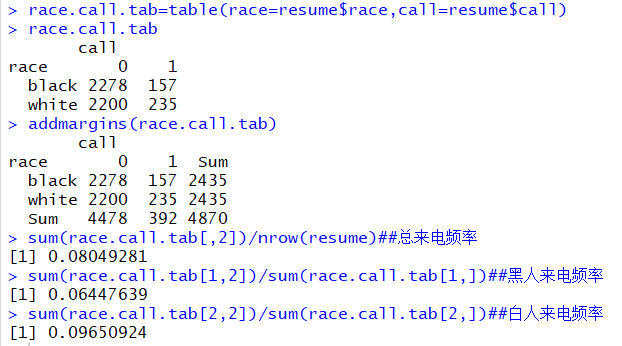 > race.call.tab=table(race=resume$race,call=resume$call)
> race.call.tab
       call
race       0    1
  black 2278  157
  white 2200  235
> addmargins(race.call.tab)
       call
race       0    1  Sum
  black 2278  157 2435
  white 2200  235 2435
  Sum   4478  392 4870
> sum(race.call.tab[,2])/nrow(resume)##总来电频率
[1] 0.08049281
> sum(race.call.tab[1,2])/sum(race.call.tab[1,])##黑人来电频率
[1] 0.06447639
> sum(race.call.tab[2,2])/sum(race.call.tab[2,])##白人来电频率
[1] 0.09650924